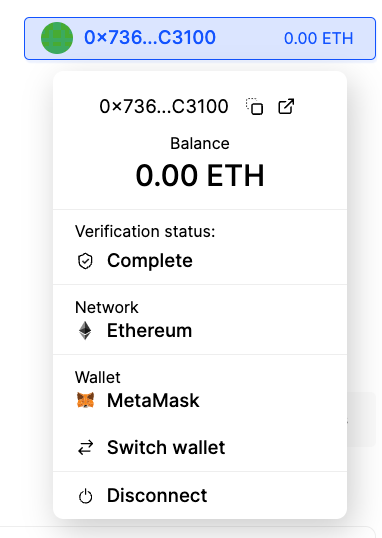 0×736...C3100 0.00 ETH
0×736...C3100
Balance
0.00 ETH
Verification status:
Complete
Network
Ethereum
Wallet
MetaMask
Switch wallet
Disconnect